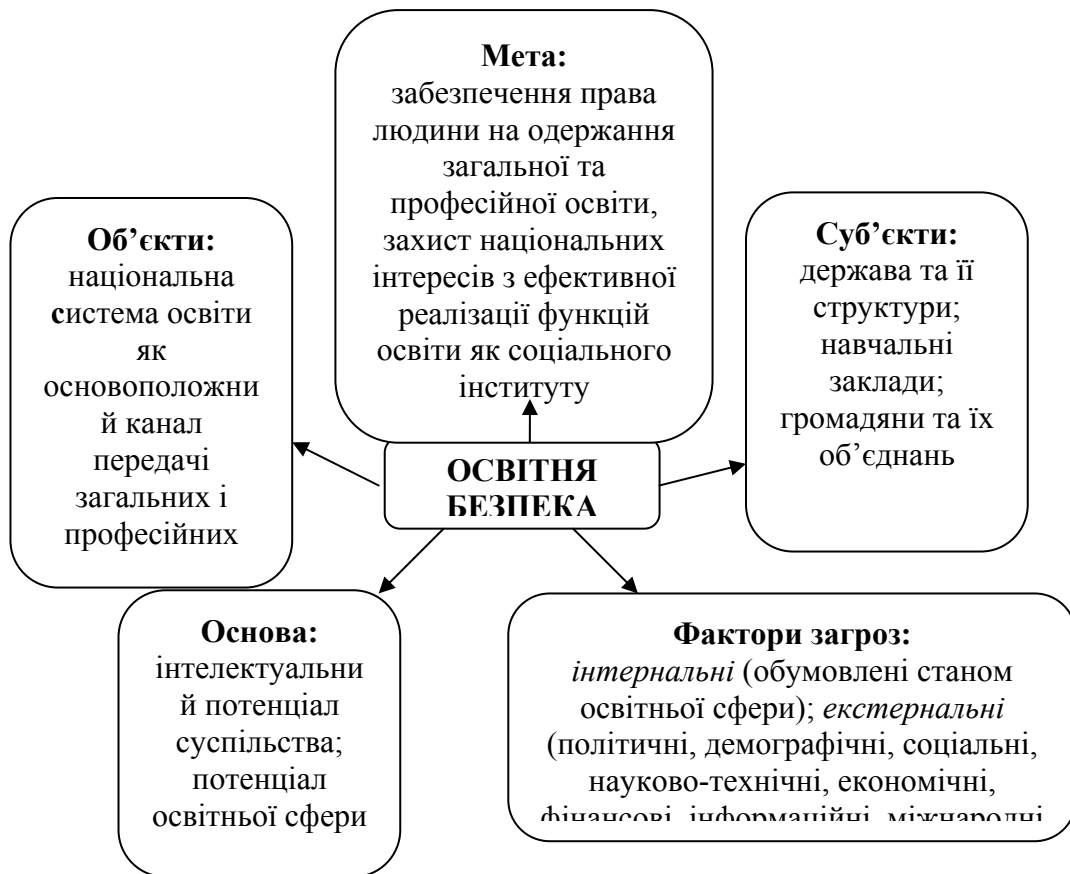 Мета:
забезпечення права
людини на одержання
загальної та
професійної освіти,
захист національних
інтересів з ефективної
реалізації функцій
освіти як соціального
інституту
Об’єкти:
національна
система освіти
як
основоположни
й канал
передачі
загальних і
професійних
Суб’єкти:
держава та її
структури;
навчальні
заклади;
громадяни та їх
об’єднань
ОСВІТНЯ
БЕЗПЕКА
Основа:
інтелектуальни
й потенціал
суспільства;
потенціал
освітньої сфери
Фактори загроз:
інтернальні (обумовлені станом
освітньої сфери); екстернальні
(політичні, демографічні, соціальні,
науково-технічні, економічні,
фінансові, інформаційні, міжнародні